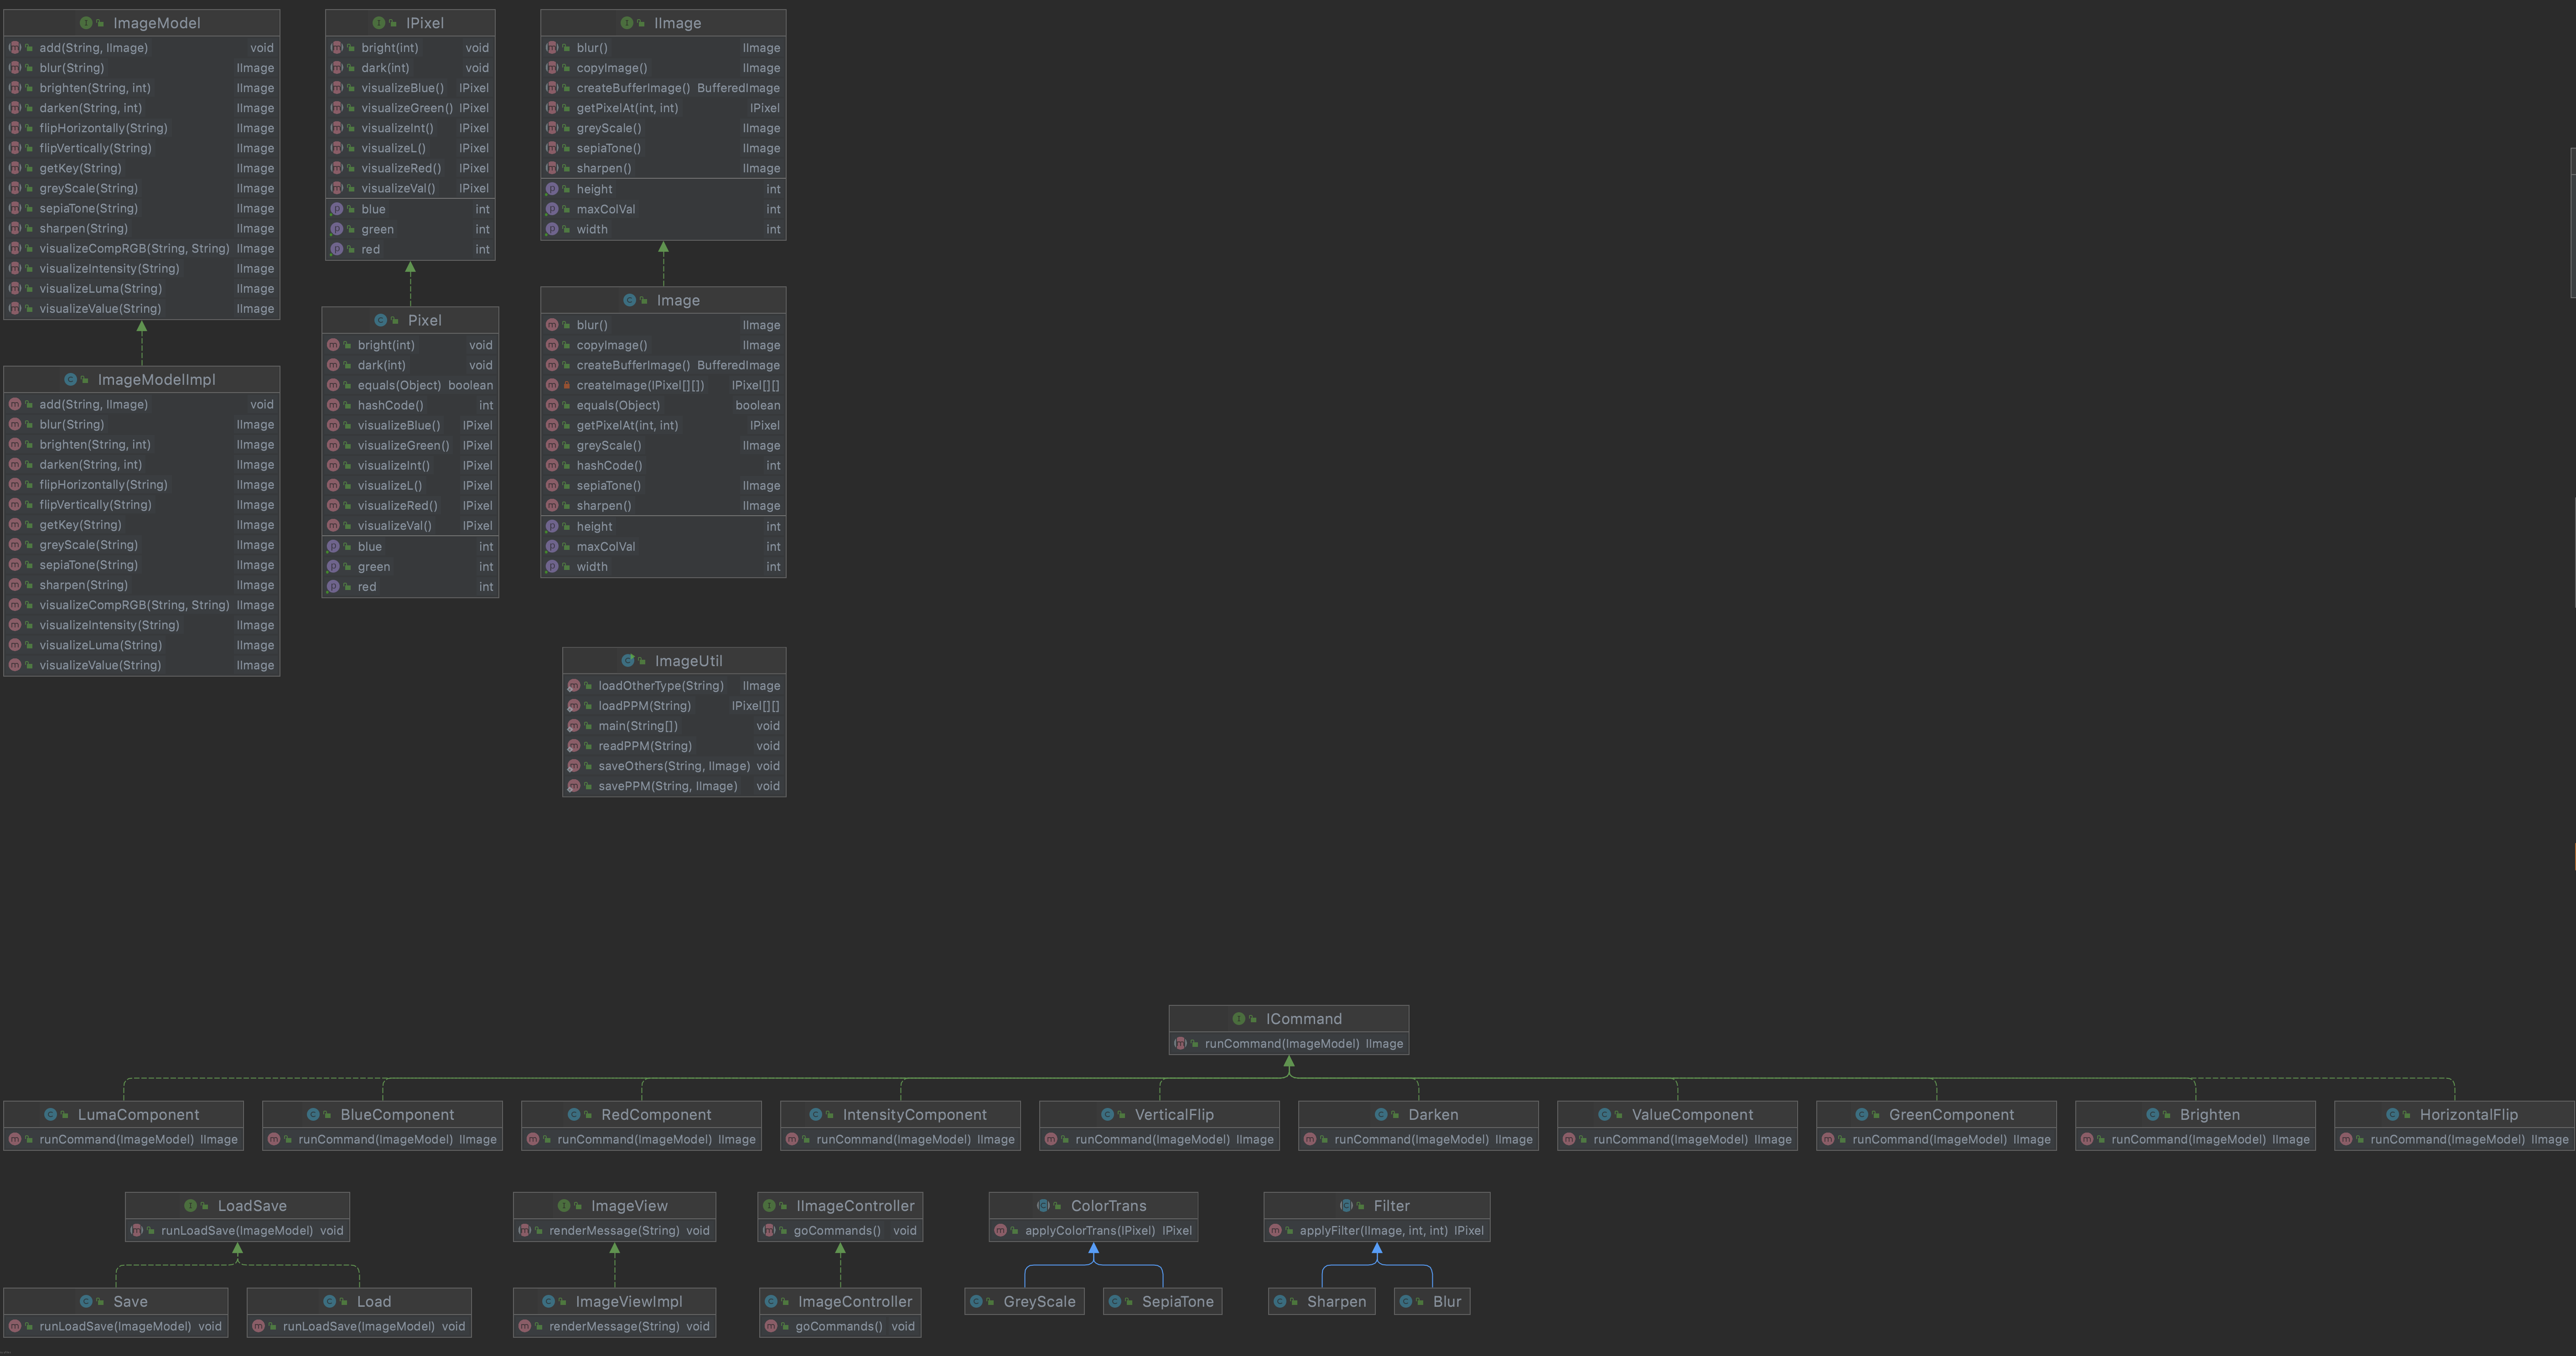 ImageModel
add(String, IImage) void
blur(String) IImage
brighten(String, int) IImage
darken(String, int) IImage
flipHorizontally(String) IImage
flipVertically(String) IImage
getKey(String) IImage
greyScale(String) IImage
sepiaTone(String) IImage
sharpen(String) IImage
visualizeCompRGB(String, String) IImage
visualizeIntensity(String) IImage
visualizeLuma(String) IImage
visualizeValue(String) IImage
ImageModelImpl
add(String, IImage) void
blur(String) IImage
brighten(String, int) IImage
darken(String, int) IImage
flipHorizontally(String) IImage
flipVertically(String) IImage
getKey(String) IImage
greyScale(String) IImage
sepiaTone(String) IImage
sharpen(String) IImage
visualizeCompRGB(String, String) IImage
visualizeIntensity(String) IImage
visualizeLuma(String) IImage
visualizeValue(String) IImage
IPixel
bright(int) void
dark(int) void
visualizeBlue() IPixel
visualizeGreen() IPixel
visualizeInt() IPixel
visualizeL() IPixel
visualizeRed() IPixel
visualizeVal() IPixel
blue int
green int
red int
Pixel
bright(int) void
dark(int) void
equals(Object) boolean
hashCode() int
visualizeBlue() IPixel
visualizeGreen() IPixel
visualizeInt() IPixel
visualizeL() IPixel
visualizeRed() IPixel
visualizeVal() IPixel
blue int
green int
red int
IImage
blur() IImage
copyImage() IImage
createBufferImage() BufferedImage
getPixelAt(int, int) IPixel
greyScale() IImage
sepiaTone() IImage
sharpen() IImage
height int
maxColVal int
width int
Image
blur() IImage
copyImage() IImage
createBufferImage() BufferedImage
createImage(IPixel[][]) IPixel[][]
equals(Object) boolean
getPixelAt(int, int) IPixel
greyScale() IImage
hashCode() int
sepiaTone() IImage
sharpen() IImage
height int
maxColVal int
width int
ImageUtil
loadOtherType(String) IImage
loadPPM(String) IPixel[][]
main(String[]) void
readPPM(String) void
saveOthers(String, IImage) void
savePPM(String, IImage) void
ICommand
runCommand(ImageModel) IImage
LumaComponent
runCommand(ImageModel) IImage
BlueComponent
runCommand(ImageModel) IImage
RedComponent
runCommand(ImageModel) IImage
IntensityComponent
runCommand(ImageModel) IImage
VerticalFlip
runCommand(ImageModel) IImage
Darken
runCommand(ImageModel) IImage
ValueComponent
runCommand(ImageModel) IImage
GreenComponent
runCommand(ImageModel) IImage
Brighten
runCommand(ImageModel) IImage
HorizontalFlip
runCommand(ImageModel) IImage
LoadSave
runLoadSave(ImageModel) void
Save
runLoadSave(ImageModel) void
Load
runLoadSave(ImageModel) void
ImageView
renderMessage(String) void
ImageViewImpl
renderMessage(String) void
IImageController
goCommands() void
ImageController
goCommands() void
ColorTrans
applyColorTrans(IPixel) IPixel
GreyScale
SepiaTone
Filter
applyFilter(IImage, int, int) IPixel
Sharpen
Blur